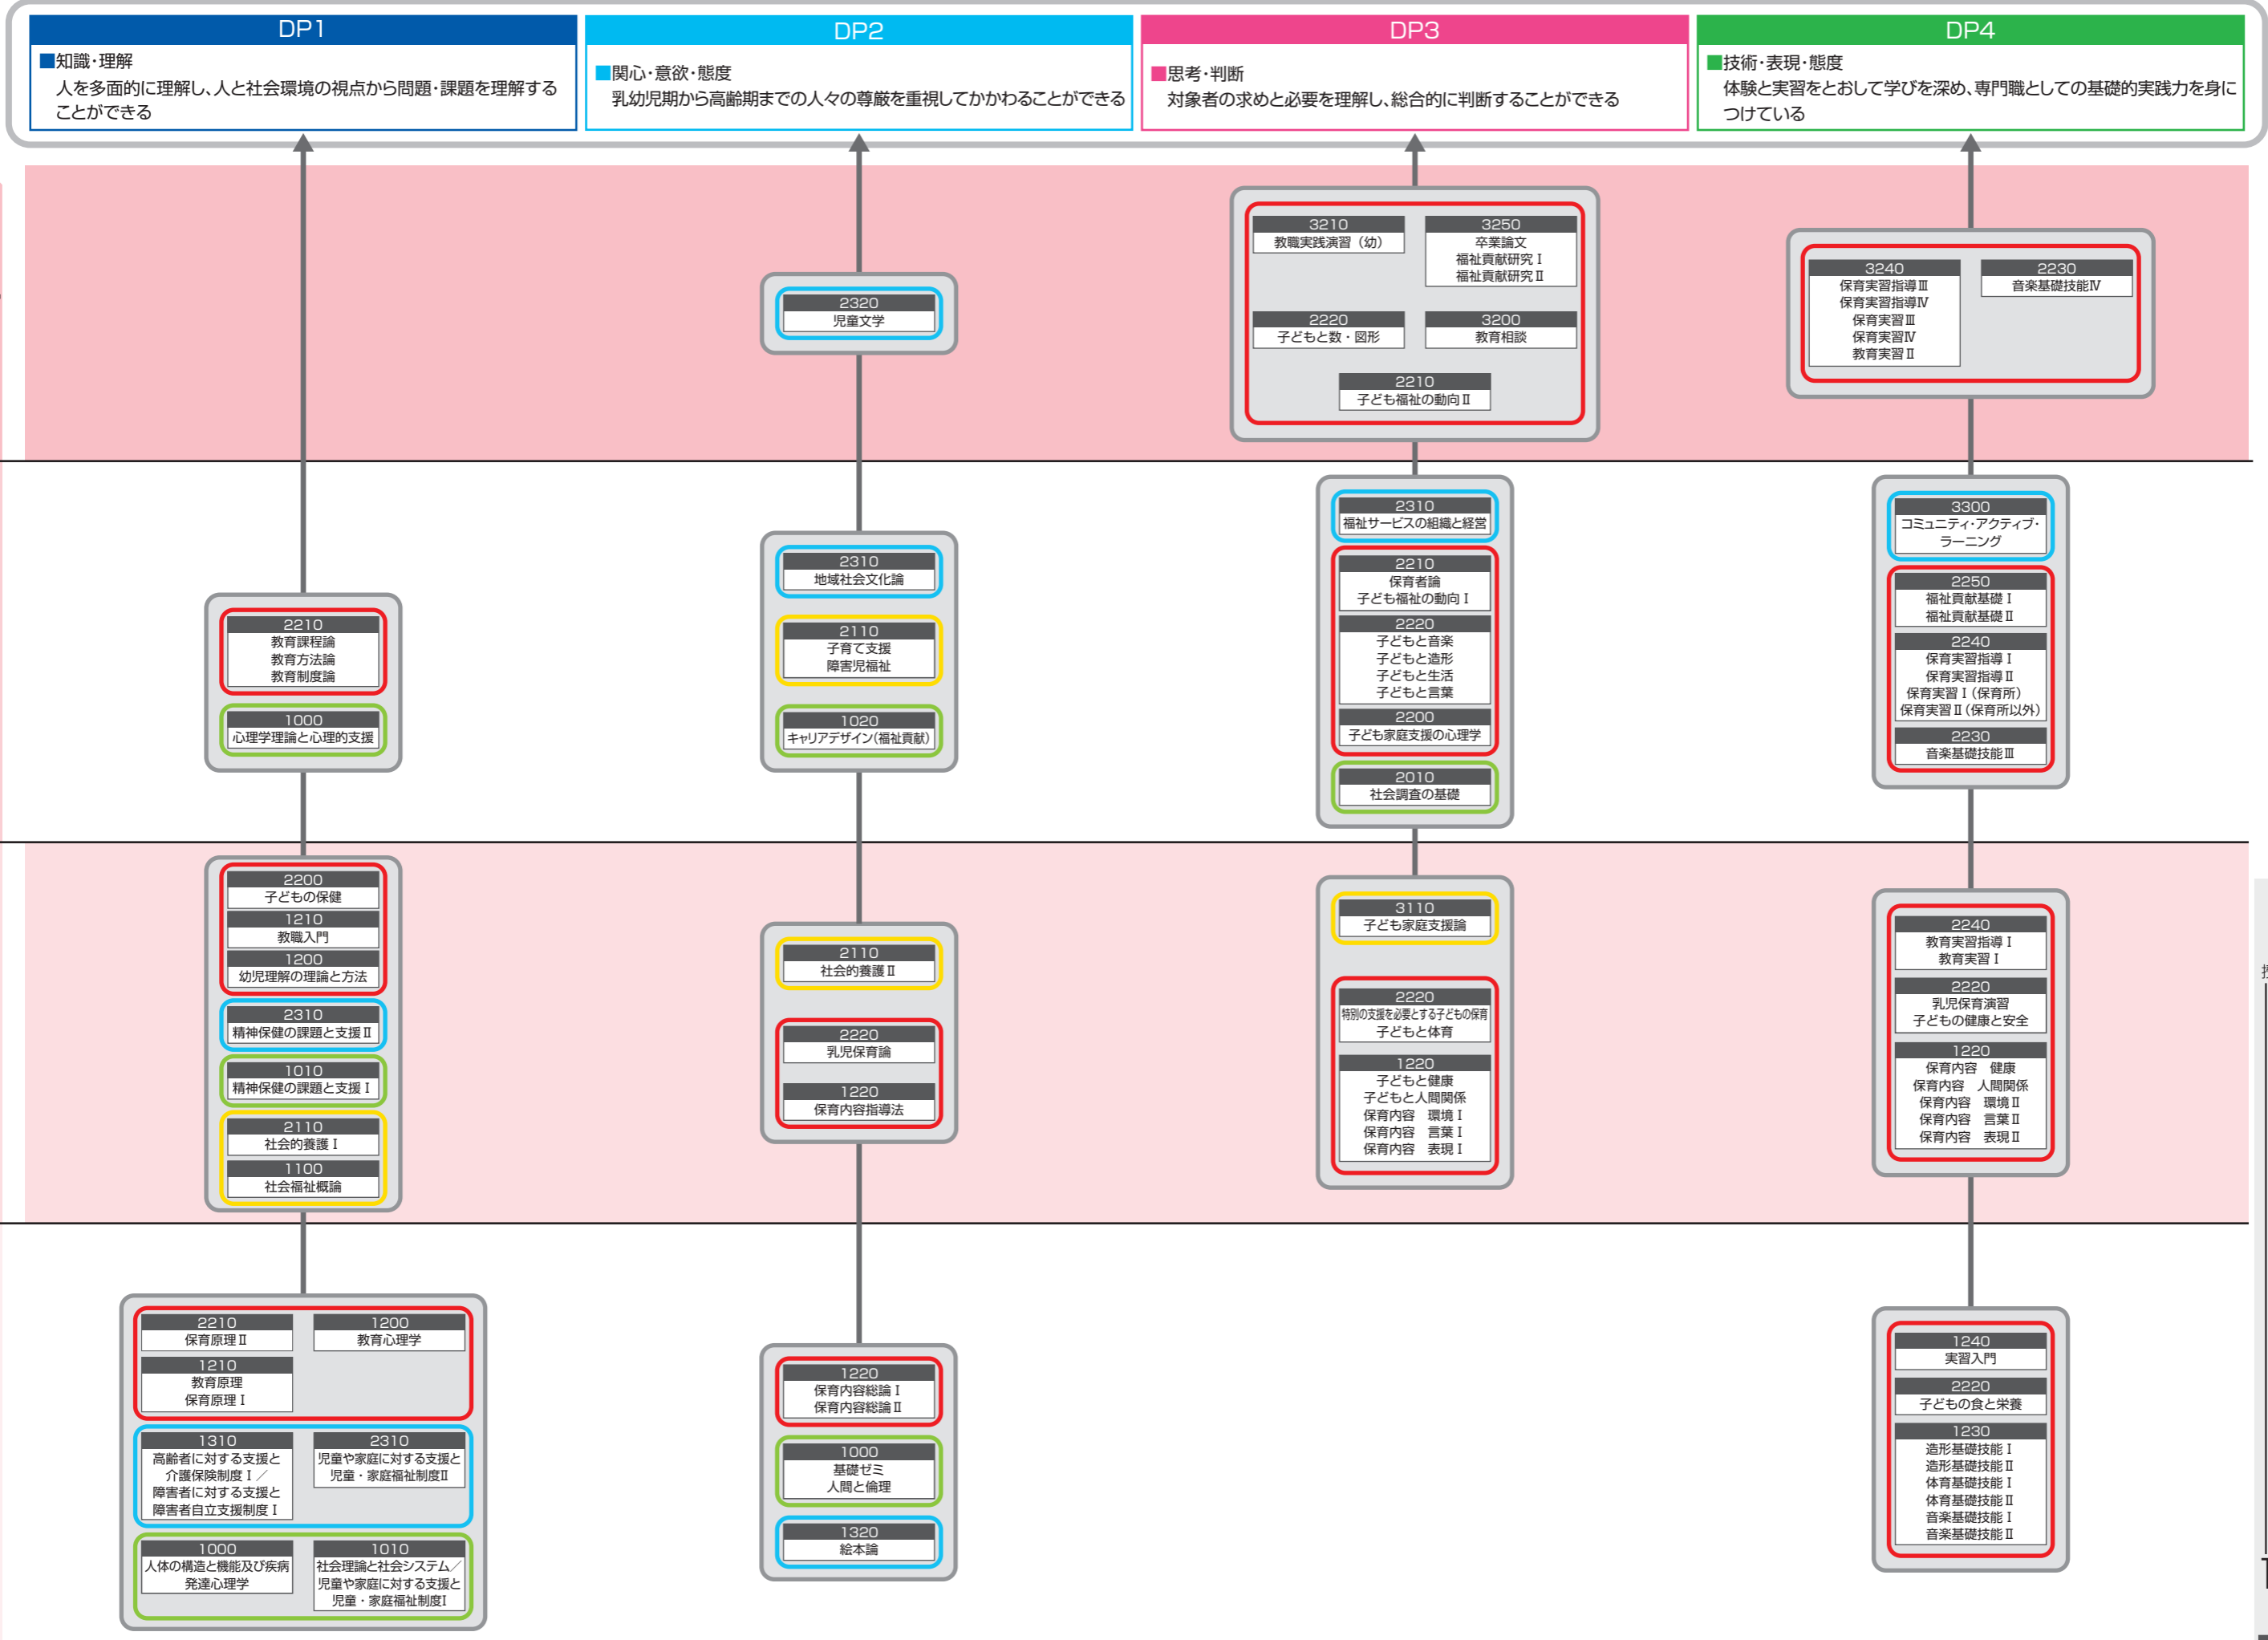 DP1
■知識・理解
人を多面的に理解し、人と社会環境の視点から問題・課題を理解する
ことができる
DP2
■関心・意欲・態度
乳幼児期から高齢期までの人々の尊厳を重視してかかわることができる
DP3
■思考・判断
対象者の求めと必要を理解し、総合的に判断することができる
DP4
■技術・表現・態度
体験と実習をとおして学びを深め、専門職としての基礎的実践力を身に
つけている
2320
児童文学
3210
教職実践演習（幼）
3250
卒業論文
福祉貢献研究Ⅰ
福祉貢献研究Ⅱ
2220
子どもと数・図形
3200
教育相談
2210
子ども福祉の動向Ⅱ
3240
保育実習指導Ⅲ
保育実習指導Ⅳ
保育実習Ⅲ
保育実習Ⅳ
教育実習Ⅱ
2230
音楽基礎技能Ⅳ
2210
教育課程論
教育方法論
教育制度論
1000
心理学理論と心理的支援
2310
地域社会文化論
2110
子育て支援
障害児福祉
1020
キャリアデザイン（福祉貢献）
2310
福祉サービスの組織と経営
2210
保育者論
子ども福祉の動向Ⅰ
2220
子どもと音楽
子どもと造形
子どもと生活
子どもと言葉
2200
子ども家庭支援の心理学
2010
社会調査の基礎
3300
コミュニティ・アクティブ・
ラーニング
2250
福祉貢献基礎Ⅰ
福祉貢献基礎Ⅱ
2240
保育実習指導Ⅰ
保育実習指導Ⅱ
保育実習Ⅰ（保育所）
保育実習Ⅱ（保育所以外）
2230
音楽基礎技能Ⅲ
2200
子どもの保健
1210
教職入門
1200
幼児理解の理論と方法
2310
精神保健の課題と支援Ⅱ
1010
精神保健の課題と支援Ⅰ
2110
社会的養護Ⅰ
1100
社会福祉概論
2110
社会的養護Ⅱ
2220
乳児保育論
1220
保育内容指導法
3110
子ども家庭支援論
2220
特別の支援を必要とする子どもの保育
子どもと体育
1220
子どもと健康
子どもと人間関係
保育内容　環境Ⅰ
保育内容　言葉Ⅰ
保育内容　表現Ⅰ
2240
教育実習指導Ⅰ
教育実習Ⅰ
2220
乳児保育演習
子どもの健康と安全
1220
保育内容　健康
保育内容　人間関係
保育内容　環境Ⅱ
保育内容　言葉Ⅱ
保育内容　表現Ⅱ
2210
保育原理Ⅱ
1200
教育心理学
1210
教育原理
保育原理Ⅰ
1310
高齢者に対する支援と
介護保険制度Ⅰ／
障害者に対する支援と
障害者自立支援制度Ⅰ
2310
児童や家庭に対する支援と
児童・家庭福祉制度Ⅱ
1000
人体の構造と機能及び疾病
発達心理学
1010
社会理論と社会システム／
児童や家庭に対する支援と
児童・家庭福祉制度Ⅰ
1220
保育内容総論Ⅰ
保育内容総論Ⅱ
1000
基礎ゼミ
人間と倫理
1320
絵本論
1240
実習入門
2220
子どもの食と栄養
1230
造形基礎技能Ⅰ
造形基礎技能Ⅱ
体育基礎技能Ⅰ
体育基礎技能Ⅱ
音楽基礎技能Ⅰ
音楽基礎技能Ⅱ